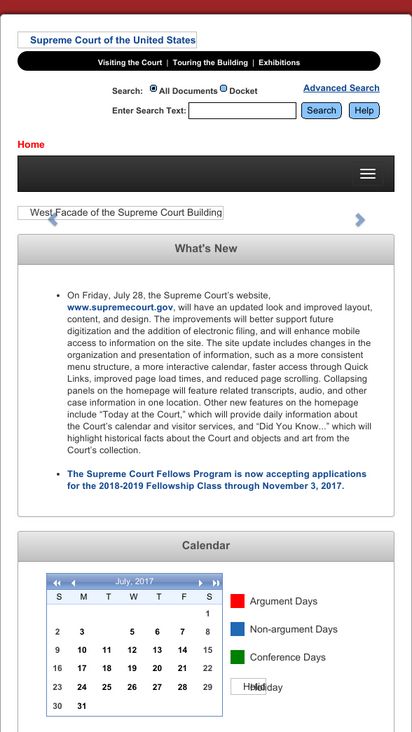 Supreme Court of the United States
Visiting the Court | Touring the Building | Exhibitions
Search: All Documents Docket Advanced Search
Enter Search Text: Search Help
Home
West Facade of the Supreme Court Building
What's New
• On Friday, July 28, the Supreme Court's website,
www.supremecourt.gov, will have an updated look and improved layout,
content, and design. The improvements will better support future
digitization and the addition of electronic filing, and will enhance mobile
access to information on the site. The site update includes changes in the
organization and presentation of information, such as a more consistent
menu structure, a more interactive calendar, faster access through Quick
Links, improved page load times, and reduced page scrolling. Collapsing
panels on the homepage will feature related transcripts, audio, and other
case information in one location. Other new features on the homepage
include “Today at the Court,” which will provide daily information about
the Court's calendar and visitor services, and “Did You Know...” which will
highlight historical facts about the Court and objects and art from the
Court's collection.
• The Supreme Court Fellows Program is now accepting applications
for the 2018-2019 Fellowship Class through November 3, 2017.
Calendar
July, 2017
S M T W T F S
1
2 3 5 6 7 8
9 10 11 12 13 14 15
16 17 18 19 20 21 22
23 24 25 26 27 28 29
30 31
Argument Days
Non-argument Days
Conference Days
Holiday